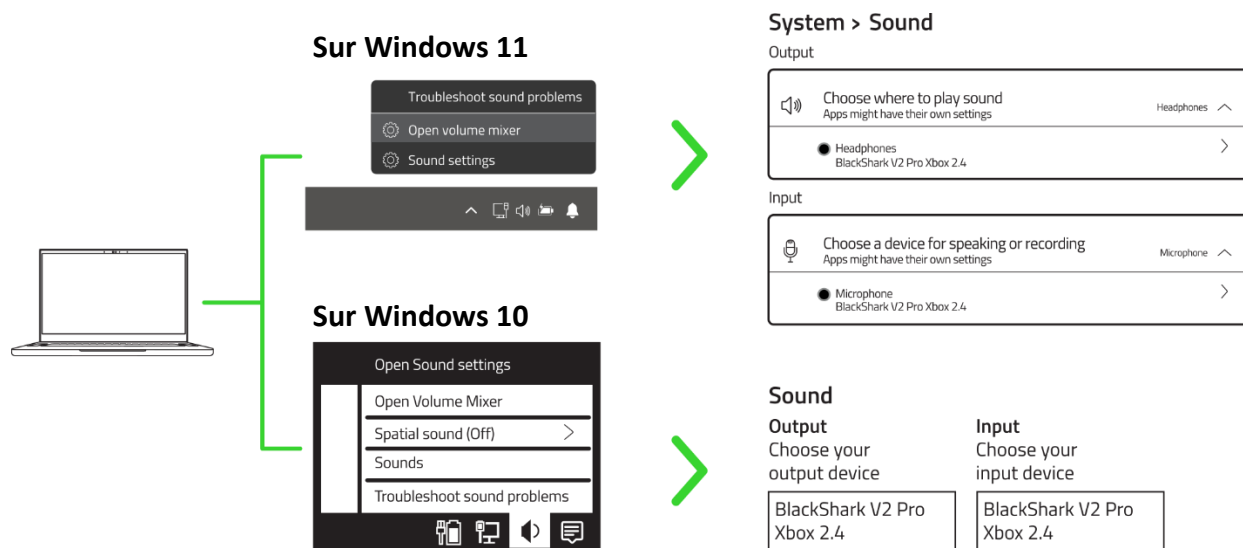 Sur Windows 11
Troubleshoot sound problems
Open volume mixer
Sound settings
System > Sound
Output
Choose where to play sound
Apps might have their own settings
Headphones
Headphones
BlackShark V2 Pro Xbox 2.4
Input
Choose a device for speaking or recording
Apps might have their own settings
Microphone
Microphone
BlackShark V2 Pro Xbox 2.4
Sur Windows 10
Open Sound settings
Open Volume Mixer
Spatial sound (Off)
Sounds
Troubleshoot sound problems
Sound
Output
Choose your
output device
BlackShark V2 Pro
Xbox 2.4
Input
Choose your
input device
BlackShark V2 Pro
Xbox 2.4